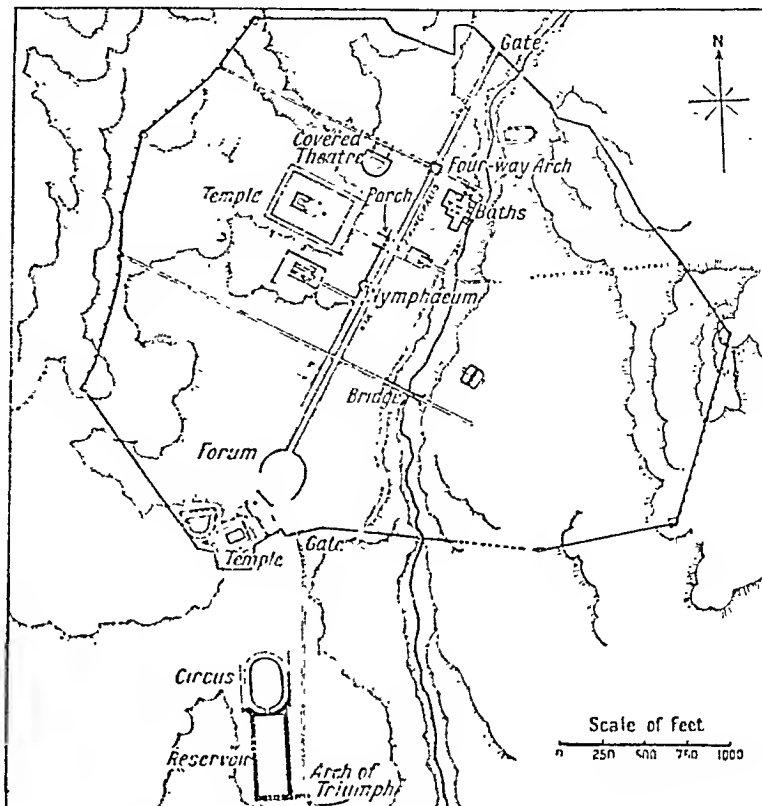 Gate
N
Covered
Theatre
Four-way Arch
Temple
Porch
Baths
Nymphaeum
Bridge
Forum
Temple
Gate
Circus
Reservoir
Arch of
Triumph
Scale of Feet
0 250 500 750 1000